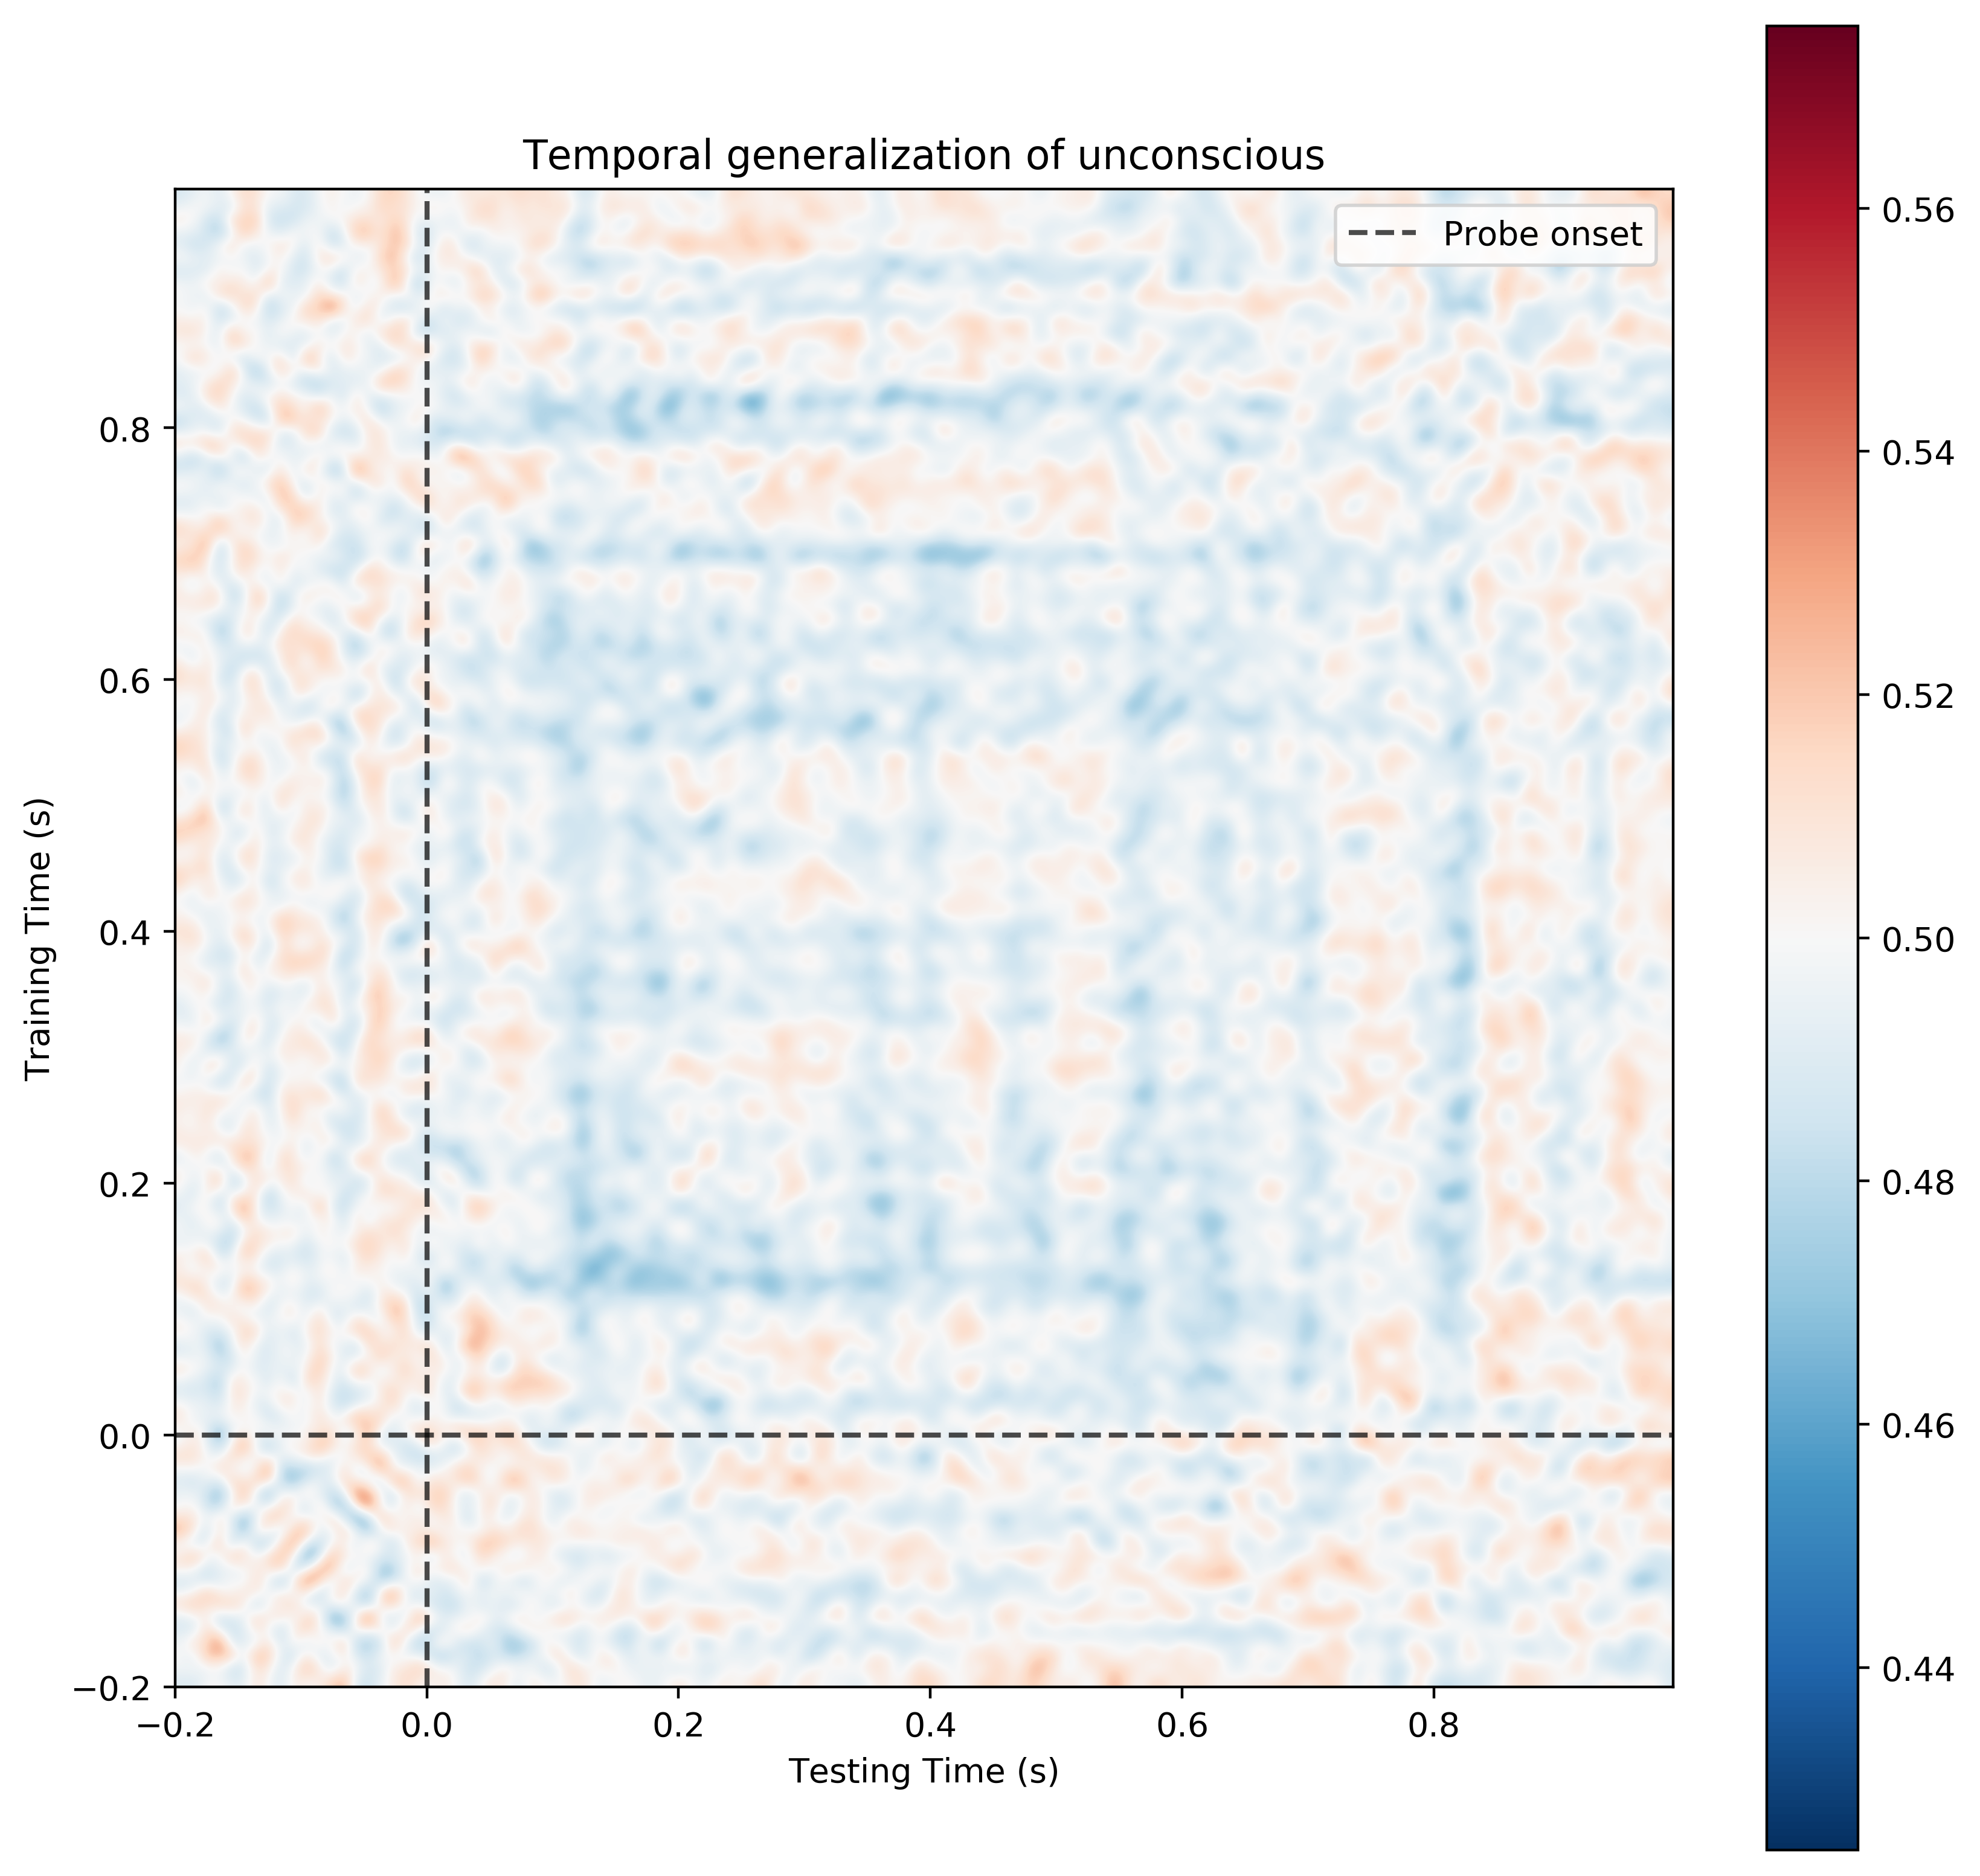 Temporal generalization of unconscious
Probe onset
0.56
0.54
0.52
0.50
0.48
0.46
0.44
0.8
0.6
0.4
0.2
0.0
−0.2
Training Time (s)
−0.2 0.0 0.2 0.4 0.6 0.8
Testing Time (s)